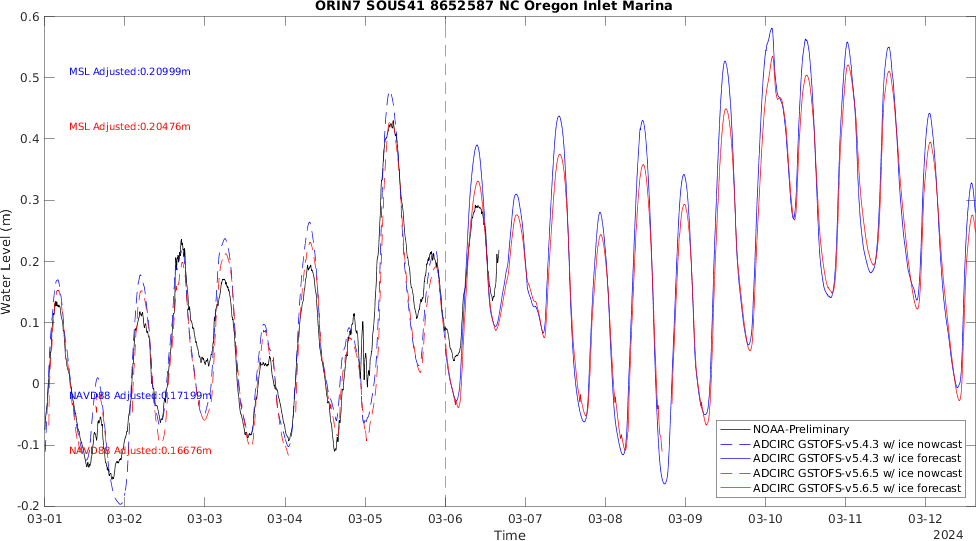 ORIN7 SOUS41 8652587 NC Oregon Inlet Marina
0.6
0.5
0.4
0.3
0.2
0.1
0
-0.1
-0.2
Water Level (m)
MSL Adjusted:0.20999m
MSL Adjusted:0.20476m
NAVD88 Adjusted:0.17199m
NAVD88 Adjusted:0.16676m
NOAA-Preliminary
ADCIRC GSTOFS-v5.4.3 w/ ice nowcast
ADCIRC GSTOFS-v5.4.3 w/ ice forecast
ADCIRC GSTOFS-v5.6.5 w/ ice nowcast
ADCIRC GSTOFS-v5.6.5 w/ ice forecast
03-01 03-02 03-03 03-04 03-05 03-06 03-07 03-08 03-09 03-10 03-11 03-12
Time
2024